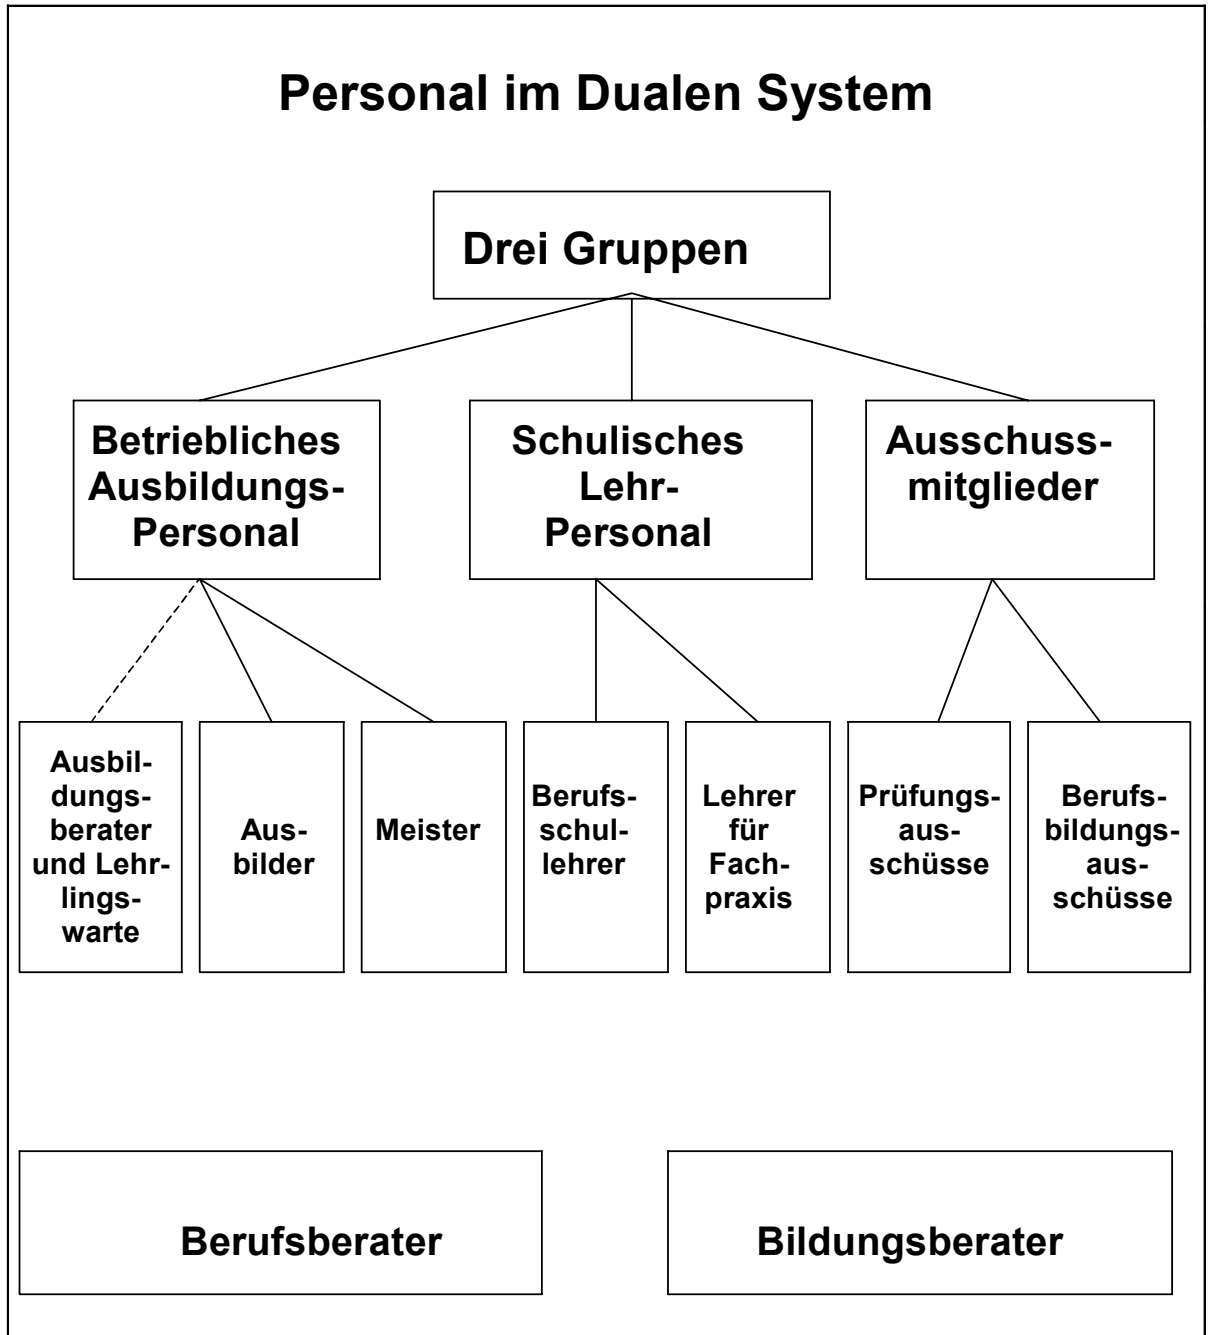 Personal im Dualen System
Drei Gruppen
Betriebliches
Ausbildungs-
Personal
Schulisches
Lehr-
Personal
Ausschuss-
mitglieder
Ausbil-
dungs-
berater
und Lehr-
lings-
warte
Aus-
bilder
Meister
Berufs-
schul-
lehrer
Lehrer
für
Fach-
praxis
Prüfungs-
aus-
schüsse
Berufs-
bildungs-
aus-
schüsse
Berufsberater
Bildungsberater